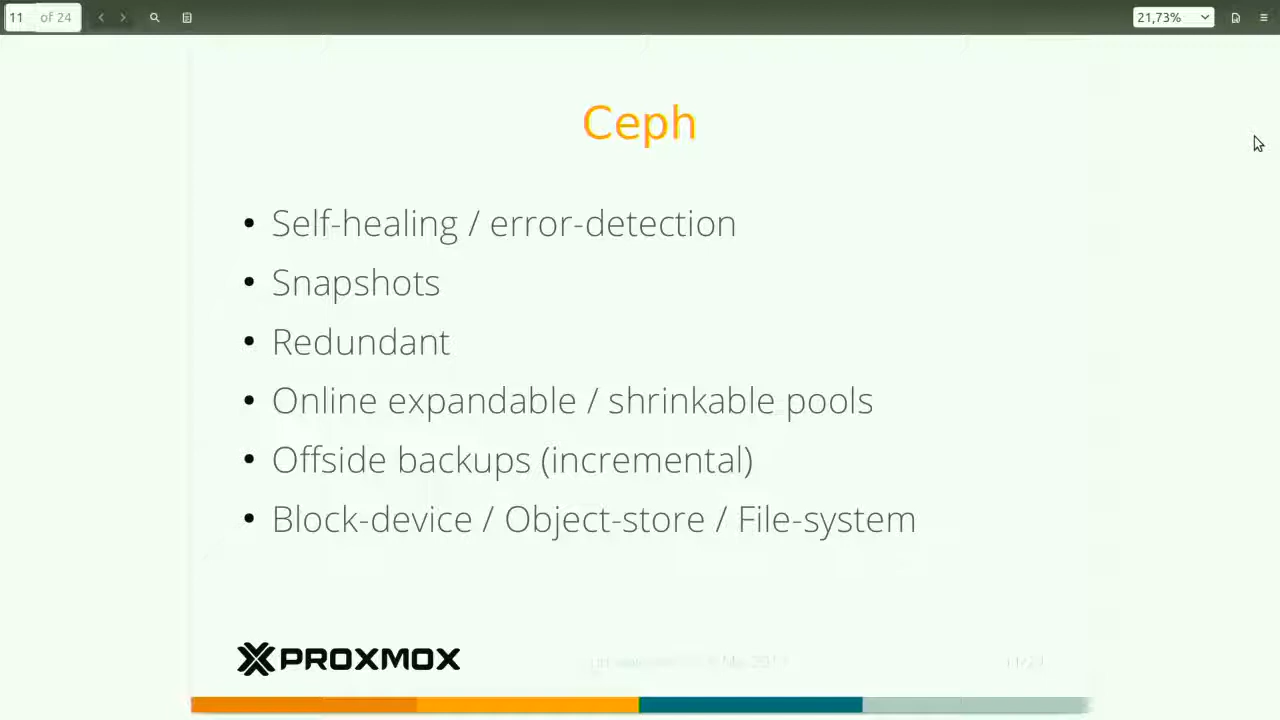 11 of 24
21,73%
Ceph
• Self-healing / error-detection
• Snapshots
• Redundant
• Online expandable / shrinkable pools
• Offside backups (incremental)
• Block-device / Object-store / File-system
PROXMOX